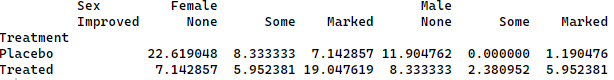 Sex Female Male
Improved None Some Marked None Some Marked
Treatment
Placebo 22.619048 8.333333 7.142857 11.904762 0.000000 1.190476
Treated 7.142857 5.952381 19.047619 8.333333 2.380952 5.952381